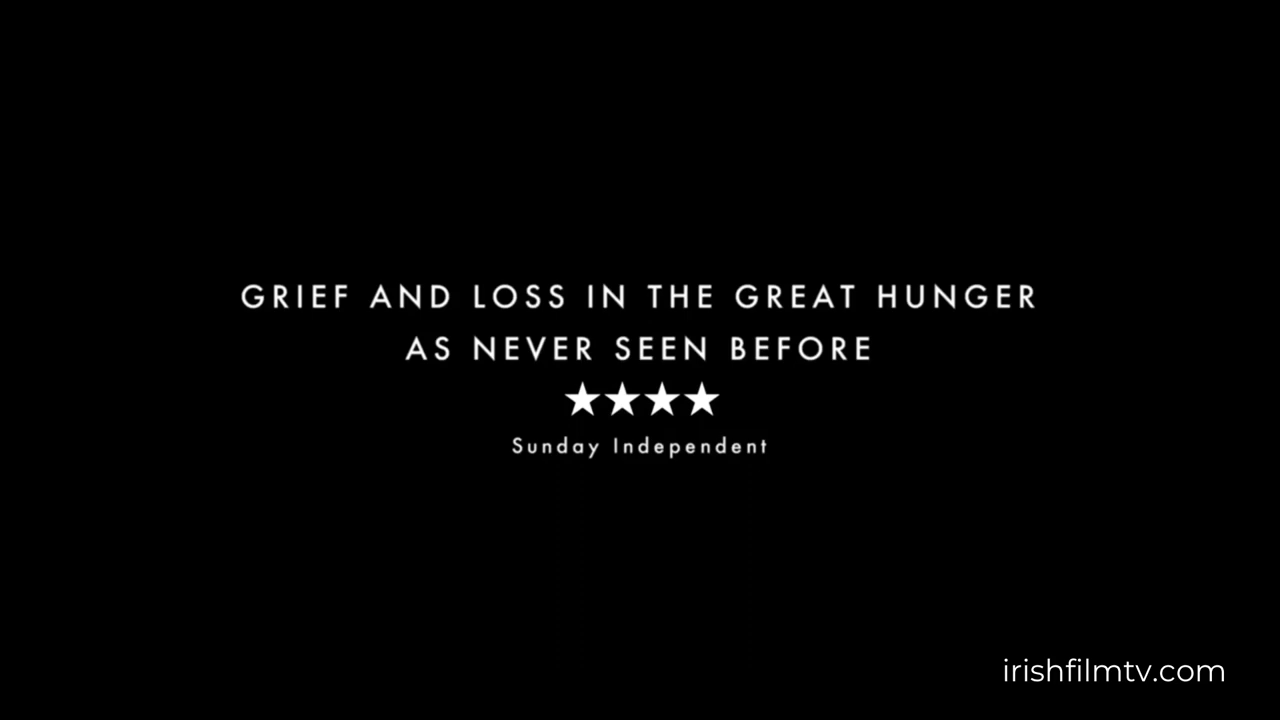 GRIEF AND LOSS IN THE GREAT HUNGER
AS NEVER SEEN BEFORE
★★★★
Sunday Independent
irishfilmtv.com